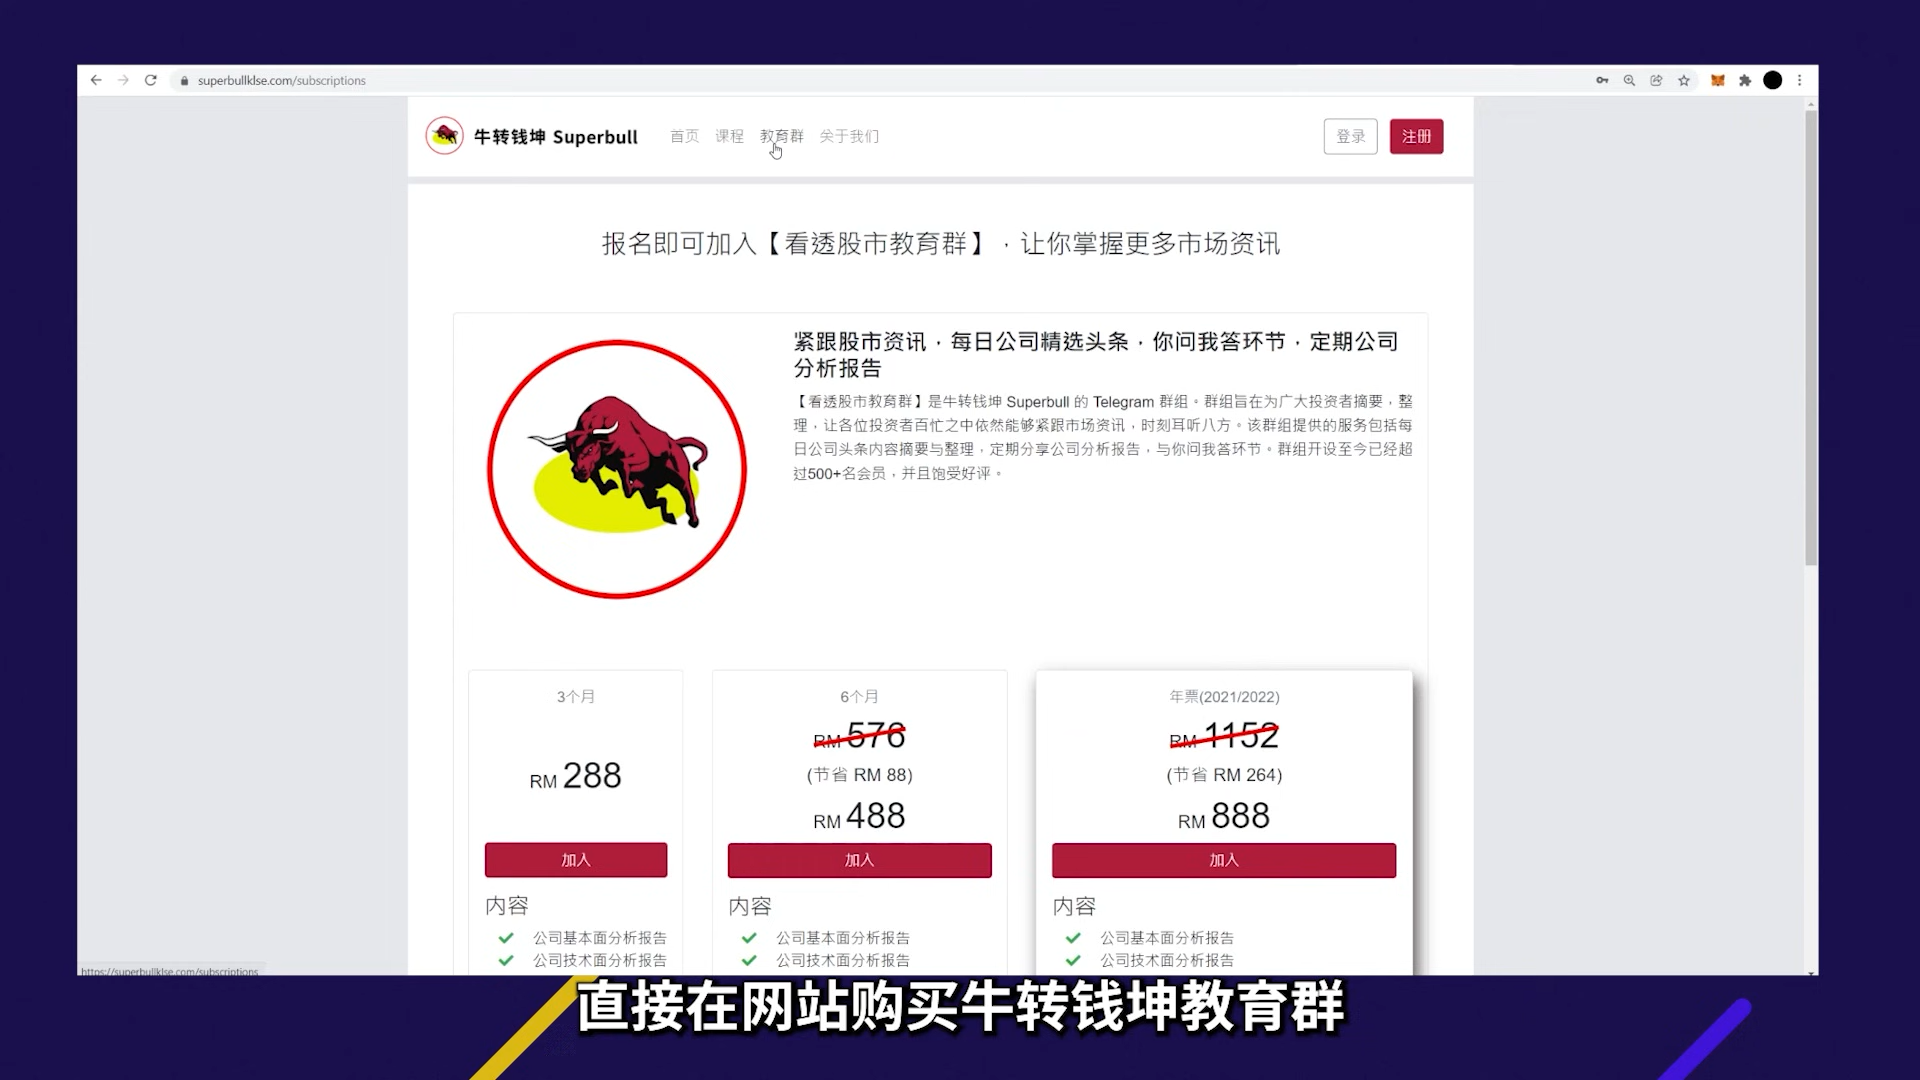 superbullklse.com/subscriptions
牛转钱坤 Superbull
首页 课程 教育群 关于我们
登录 注册
报名即可加入【看透股市教育群】，让你掌握更多市场资讯
紧跟股市资讯，每日公司精选头条，你问我答环节，定期公司
分析报告
【看透股市教育群】是牛转钱坤 Superbull 的 Telegram 群组。群组旨在为广大投资者摘要，整
理，让各位投资者百忙之中依然能够紧跟市场资讯，时刻耳听八方。该群组提供的服务包括每
日公司头条内容摘要与整理，定期分享公司分析报告，与你问我答环节。群组开设至今已经超
过500+名会员，并且饱受好评。
3个月
RM 288
加入
内容
公司基本面分析报告
公司技术面分析报告
6个月
RM 576
(节省 RM 88)
RM 488
加入
内容
公司基本面分析报告
公司技术面分析报告
年票(2021/2022)
RM 1152
(节省 RM 264)
RM 888
加入
内容
公司基本面分析报告
公司技术面分析报告
https://superbullklse.com/subscriptions
直接在网站购买牛转钱坤教育群